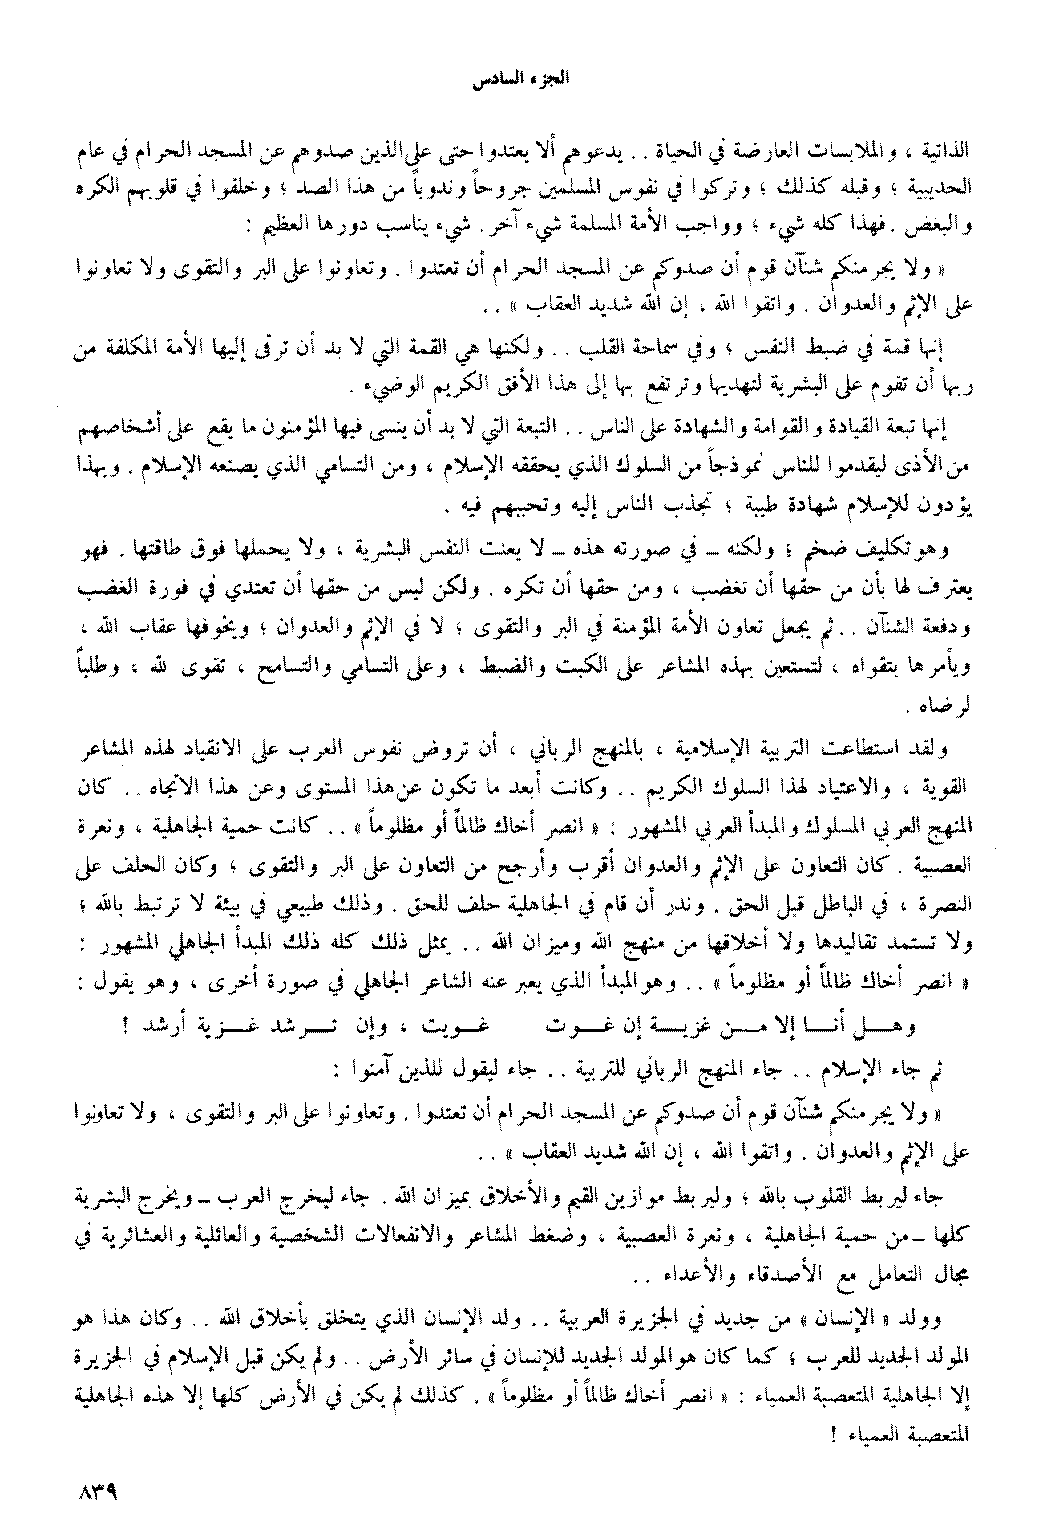 الجزء السادس
الذاتية ، والملابسات العارضة في الحياة .. يدعوهم ألا يعتدوا حتى على الذين صدوهم عن المسجد الحرام في عام
الحديبية ؛ وقبله كذلك ؛ وتركوا في نفوس المسلمين جروحاً وندوباً من هذا الصد ؛ وخلفوا في قلوبهم الكره
والبغض . فهذا كله شيء ؛ وواجب الأمة المسلمة شيء آخر. شيء يناسب دورها العظيم :
« ولا يجرمنكم شنآن قوم أن صدوكم عن المسجد الحرام أن تعتدوا . وتعاونوا على البر والتقوى ولا تعاونوا
على الإثم والعدوان . واتقوا الله ، إن الله شديد العقاب » ..
إنها قمة في ضبط النفس ؛ وفي سماحة القلب .. ولكنها هي القمة التي لا بد أن ترقى إليها الأمة المكلفة من
ربها أن تقوم على البشرية لتهديها وترتفع بها إلى هذا الأفق الكريم الوضيء .
إنها تبعة القيادة والقوامة والشهادة على الناس .. التبعة التي لا بد أن ينسى فيها المؤمنون ما يقع على أشخاصهم
من الأذى ليقدموا للناس نموذجاً من السلوك الذي يحققه الإسلام ، ومن التسامي الذي يصنعه الإسلام . وبهذا
يؤدون للإسلام شهادة طيبة ؛ تجذب الناس إليه وتحببهم فيه .
وهو تكليف ضخم ؛ ولكنه – في صورته هذه – لا يعنت النفس البشرية ، ولا يحملها فوق طاقتها . فهو
يعترف لها بأن من حقها أن تغضب ، ومن حقها أن تكره . ولكن ليس من حقها أن تعتدي في فورة الغضب
ودفعة الشنآن .. ثم يجعل تعاون الأمة المؤمنة في البر والتقوى ؛ لا في الإثم والعدوان ؛ ويخوفها عقاب الله ،
ويأمرها بتقواه ، لتستعين بهذه المشاعر على الكبت والضبط ، وعلى التسامي والتسامح ، تقوى لله ، وطلباً
لرضاه .
ولقد استطاعت التربية الإسلامية ، بالمنهج الرباني ، أن تروض نفوس العرب على الانقياد لهذه المشاعر
القوية ، والاعتياد لهذا السلوك الكريم .. وكانت أبعد ما تكون عن هذا المستوى وعن هذا الاتجاه .. كان
المنهج العربي المسلوك والمبدأ العربي المشهور : « انصر أخاك ظالماً أو مظلوماً » .. كانت حمية الجاهلية ، ونعرة
العصبية . كان التعاون على الإثم والعدوان أقرب وأرجح من التعاون على البر والتقوى ؛ وكان الحلف على
النصرة ، في الباطل قبل الحق . وندر أن قام في الجاهلية حلف للحق . وذلك طبيعي في بيئة لا ترتبط بالله ؛
ولا تستمد تقاليدها ولا أخلاقها من منهج الله وميزان الله .. يمثل ذلك كله ذلك المبدأ الجاهلي المشهور :
« انصر أخاك ظالماً أو مظلوماً » .. وهو المبدأ الذي يعبر عنه الشاعر الجاهلي في صورة أخرى ، وهو يقول :
وهـــل أنـــا إلا مـــن غزيـــة إن غـــوت غـــويت ، وإن تـــرشد غـــزية أرشد !
ثم جاء الإسلام .. جاء المنهج الرباني للتربية .. جاء ليقول للذين آمنوا :
« ولا يجرمنكم شنآن قوم أن صدوكم عن المسجد الحرام أن تعتدوا . وتعاونوا على البر والتقوى ، ولا تعاونوا
على الإثم والعدوان . واتقوا الله ، إن الله شديد العقاب » ..
جاء ليربط القلوب بالله ؛ وليربط موازين القيم والأخلاق بميزان الله . جاء ليخرج العرب – ويخرج البشرية
كلها – من حمية الجاهلية ، ونعرة العصبية ، وضغط المشاعر والانفعالات الشخصية والعائلية والعشائرية في
مجال التعامل مع الأصدقاء والأعداء ..
وولد « الإنسان » من جديد في الجزيرة العربية .. ولد الإنسان الذي يتخلق بأخلاق الله .. وكان هذا هو
المولد الجديد للعرب ؛ كما كان هو المولد الجديد للإنسان في سائر الأرض .. ولم يكن قبل الإسلام في الجزيرة
إلا الجاهلية المتعصبة العمياء : « انصر أخاك ظالماً أو مظلوماً » . كذلك لم يكن في الأرض كلها إلا هذه الجاهلية
المتعصبة العمياء !
٨٣٩